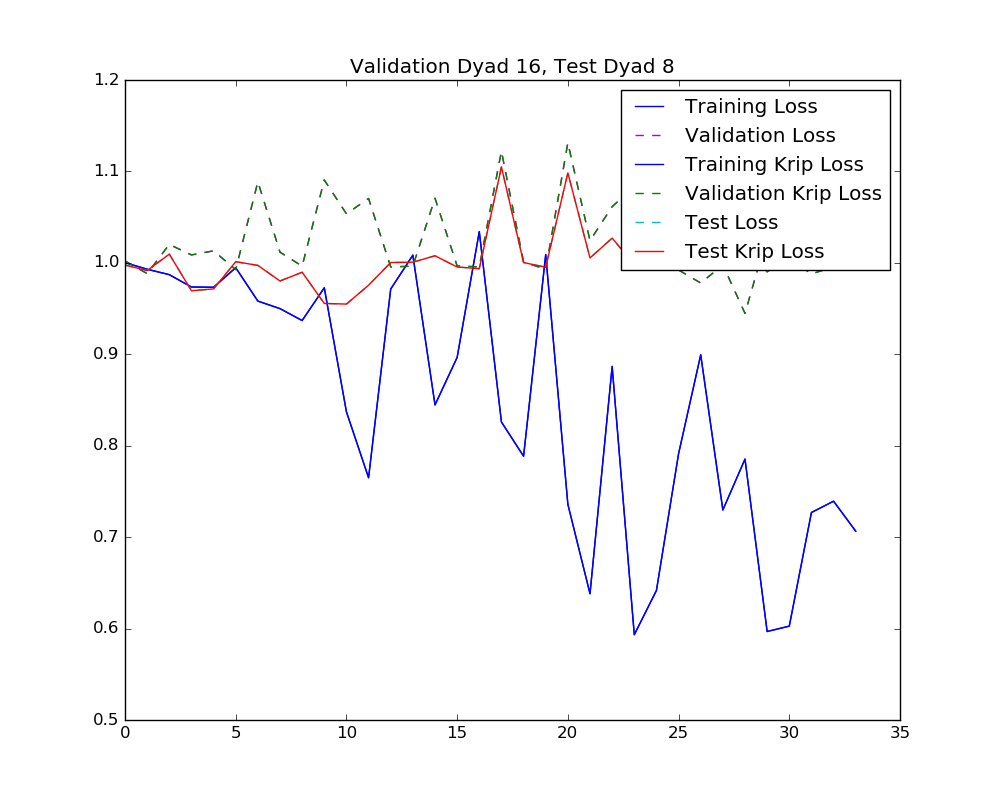 Validation Dyad 16, Test Dyad 8
1.2
1.1
1.0
0.9
0.8
0.7
0.6
0.5
Training Loss
Validation Loss
Training Krip Loss
Validation Krip Loss
Test Loss
Test Krip Loss
0 5 10 15 20 25 30 35